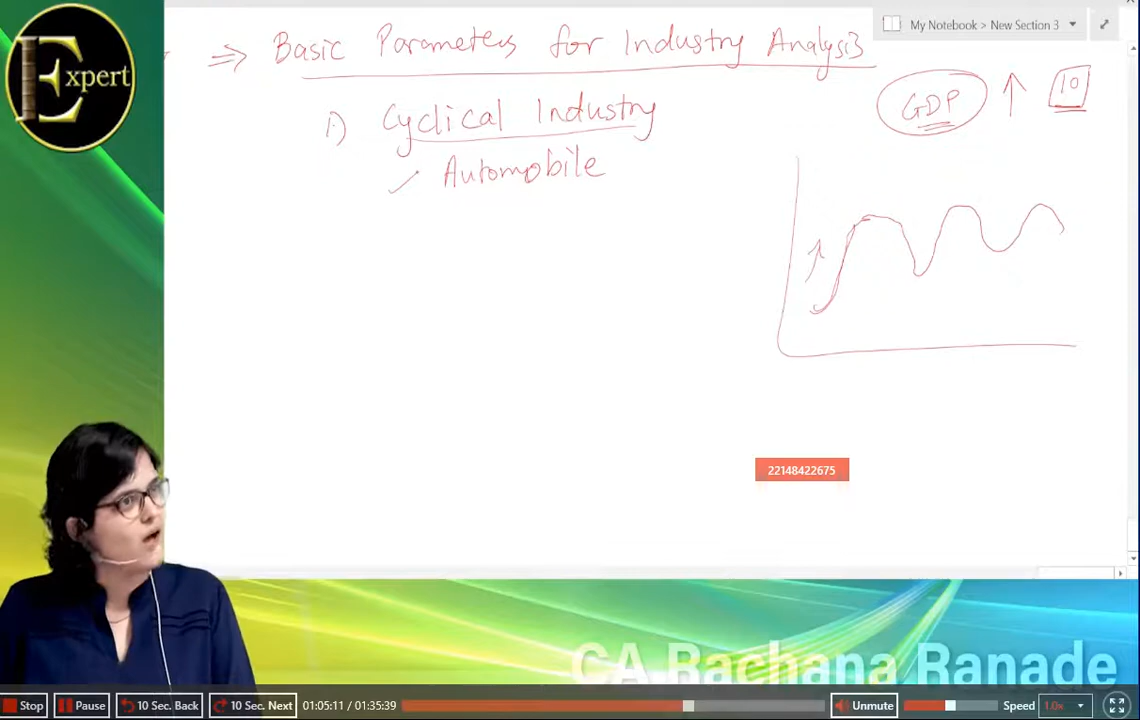 Expert
My Notebook > New Section 3
⇒ Basic Parameters for Industry Analysis
GDP ↑ 10
1) Cyclical Industry
✓ Automobile
22148422675
CA Rachana Ranade
Stop Pause 10 Sec. Back 10 Sec. Next 01:05:11 / 01:35:39 Unmute Speed 1.0x